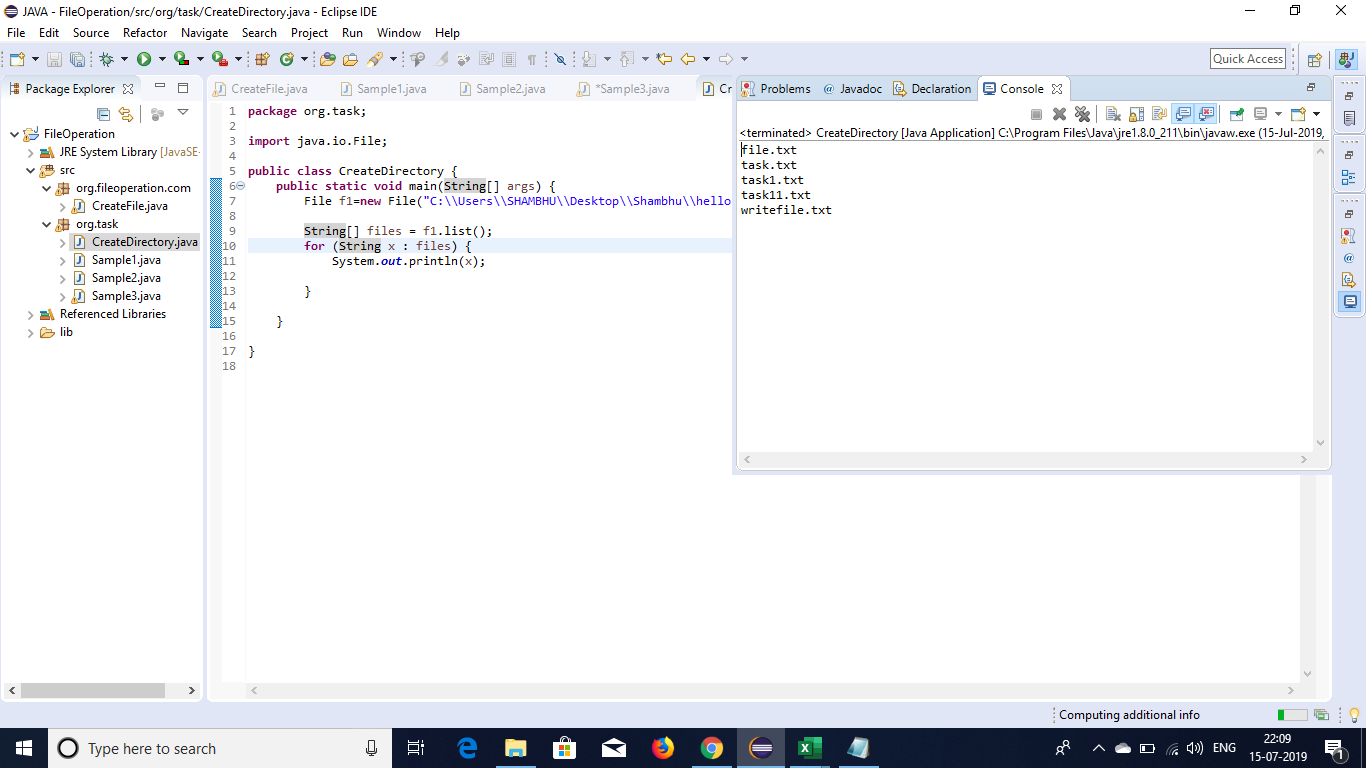 JAVA - FileOperation/src/org/task/CreateDirectory.java - Eclipse IDE
File Edit Source Refactor Navigate Search Project Run Window Help
Quick Access
Package Explorer
FileOperation
JRE System Library [JavaSE-
src
org.fileoperation.com
CreateFile.java
org.task
CreateDirectory.java
Sample1.java
Sample2.java
Sample3.java
Referenced Libraries
lib
CreateFile.java Sample1.java Sample2.java *Sample3.java Cr
1 package org.task;
2
3 import java.io.File;
4
5 public class CreateDirectory {
6 public static void main(String[] args) {
7 File f1=new File("C:\\Users\\SHAMBHU\\Desktop\\Shambhu\\hello
8
9 String[] files = f1.list();
10 for (String x : files) {
11 System.out.println(x);
12
13 }
14
15 }
16
17 }
18
Problems @ Javadoc Declaration Console
<terminated> CreateDirectory [Java Application] C:\Program Files\Java\jre1.8.0_211\bin\javaw.exe (15-Jul-2019,
file.txt
task.txt
task1.txt
task11.txt
writefile.txt
Computing additional info
Type here to search
ENG
22:09
15-07-2019
1